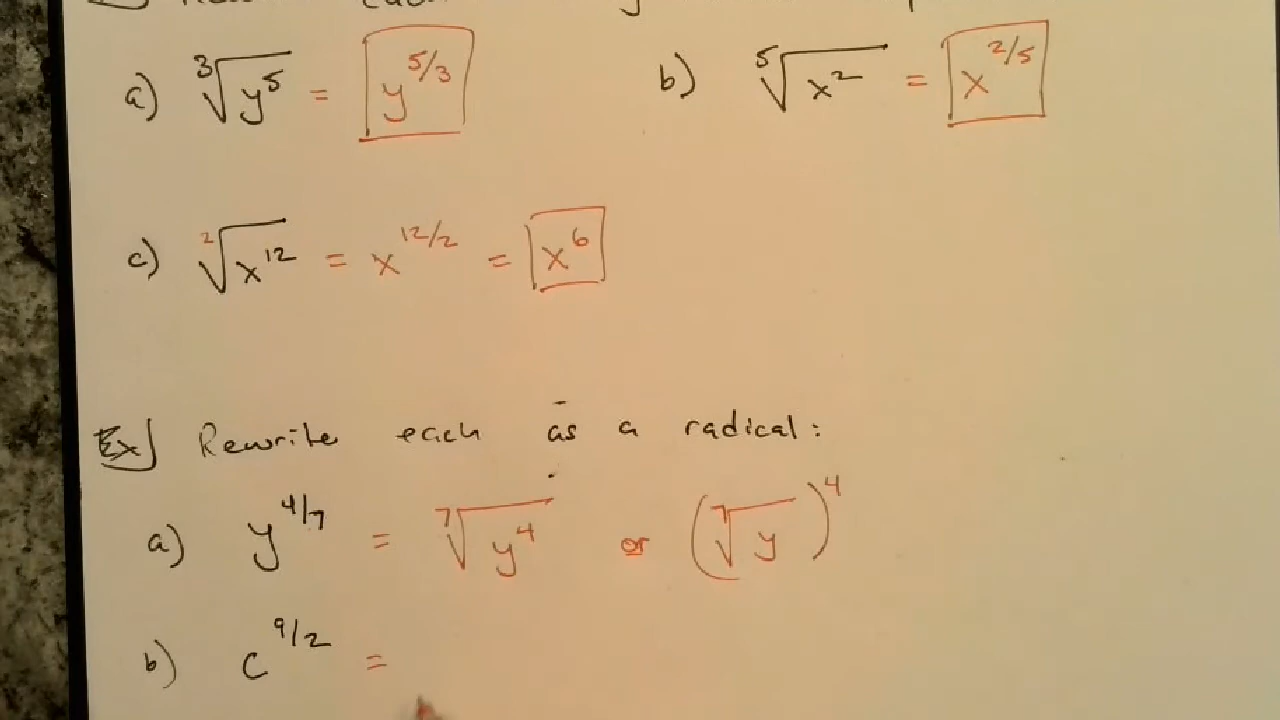 each
a) ∛y⁵ = y^{5/3} b) ⁵√x² = x^{2/5}
c) ²√x¹² = x^{12/2} = x⁶
Ex] Rewrite each as a radical:
a) y^{4/7} = ⁷√y⁴ or (⁷√y)⁴
b) c^{9/2} =